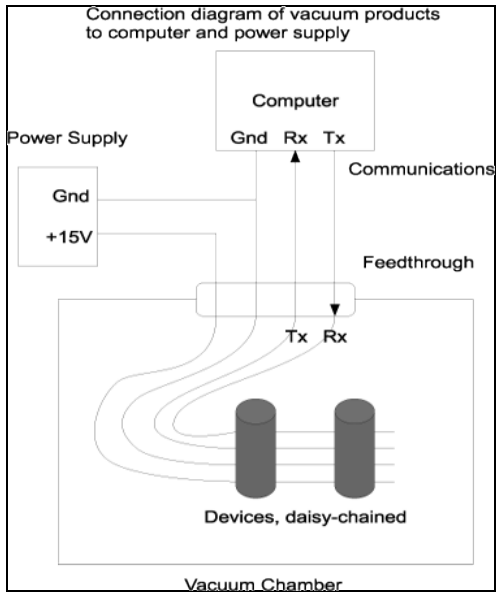 Connection diagram of vacuum products
to computer and power supply
Computer
Gnd Rx Tx
Power Supply
Communications
Gnd
+15V
Feedthrough
Tx Rx
Devices, daisy-chained
Vacuum Chamber